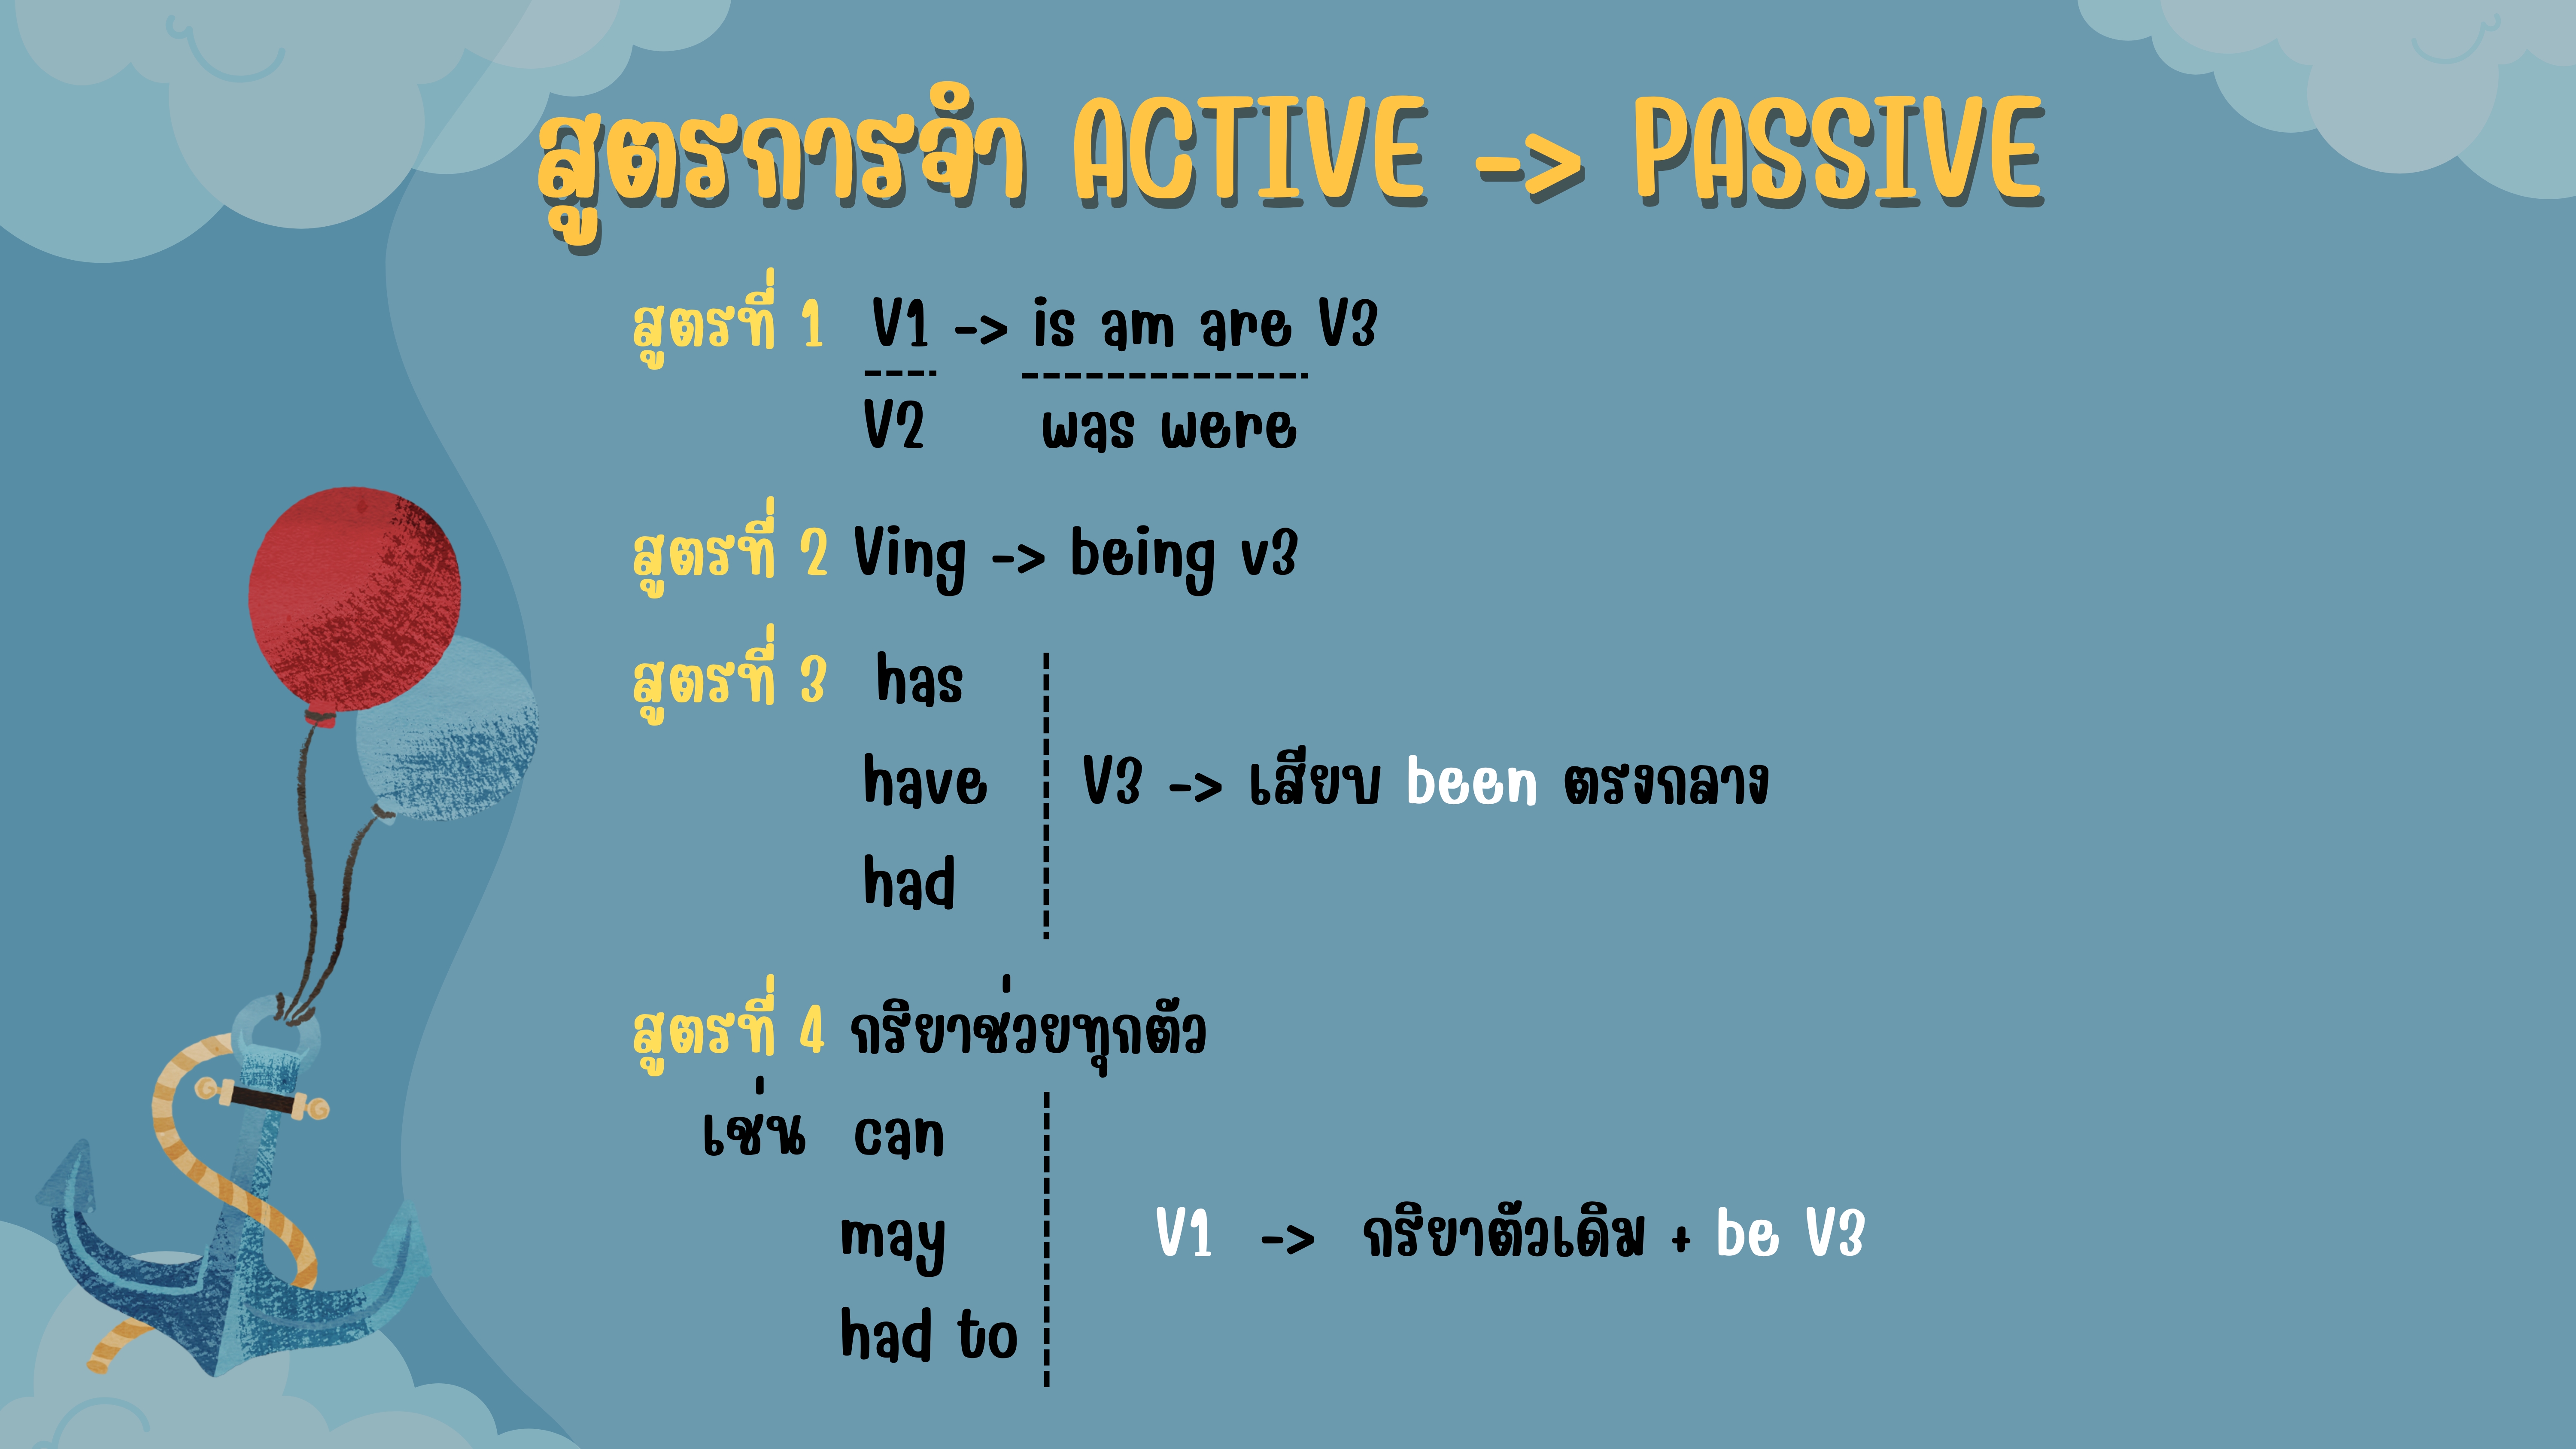 สูตรการจำ ACTIVE -> PASSIVE
สูตรที่ 1 V1 -> is am are V3
V2 was were
สูตรที่ 2 Ving -> being v3
สูตรที่ 3 has
have V3 -> เสียบ been ตรงกลาง
had
สูตรที่ 4 กริยาช่วยทุกตัว
เช่น can
may V1 -> กริยาตัวเดิม + be V3
had to